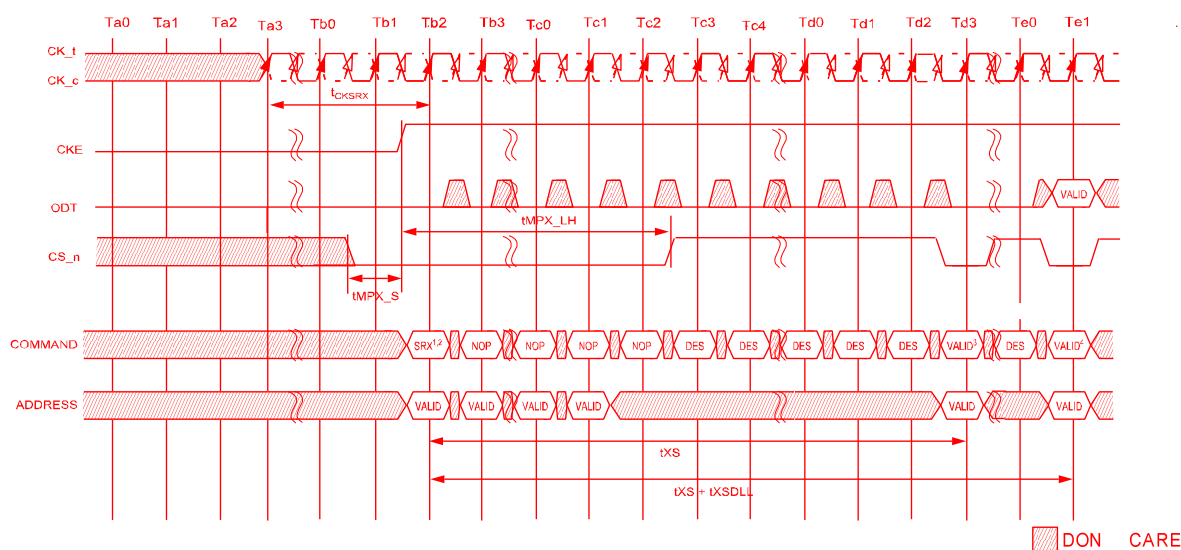 Ta0 Ta1 Ta2 Ta3 Tb0 Tb1 Tb2 Tb3 Tc0 Tc1 Tc2 Tc3 Tc4 Td0 Td1 Td2 Td3 Te0 Te1
CK_t
CK_c
tCKSRX
CKE
ODT VALID
tMPX_LH
CS_n
tMPX_S
COMMAND SRX1,2 NOP NOP NOP NOP DES DES DES DES DES VALID3 DES VALID4
ADDRESS VALID VALID VALID VALID VALID VALID
tXS
tXS + tXSDLL
DON CARE